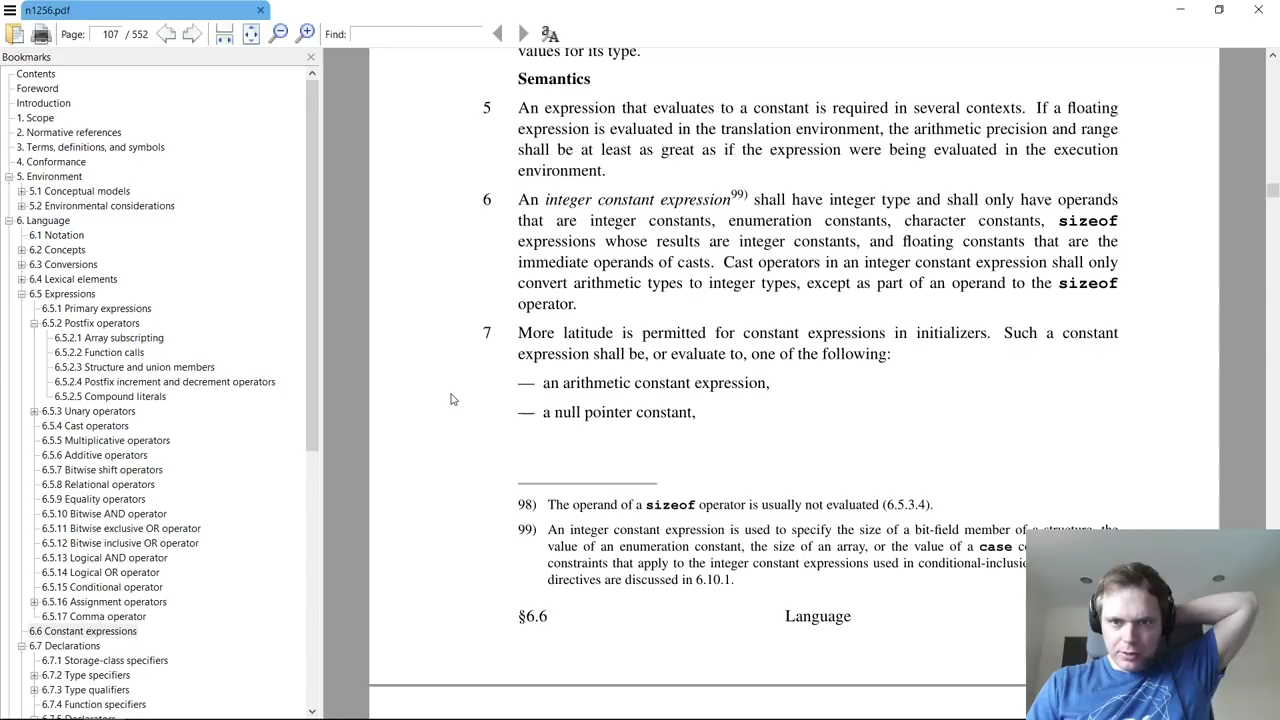 n1256.pdf
Page: 107 / 552 Find:
Bookmarks
Contents
Foreword
Introduction
1. Scope
2. Normative references
3. Terms, definitions, and symbols
4. Conformance
5. Environment
5.1 Conceptual models
5.2 Environmental considerations
6. Language
6.1 Notation
6.2 Concepts
6.3 Conversions
6.4 Lexical elements
6.5 Expressions
6.5.1 Primary expressions
6.5.2 Postfix operators
6.5.2.1 Array subscripting
6.5.2.2 Function calls
6.5.2.3 Structure and union members
6.5.2.4 Postfix increment and decrement operators
6.5.2.5 Compound literals
6.5.3 Unary operators
6.5.4 Cast operators
6.5.5 Multiplicative operators
6.5.6 Additive operators
6.5.7 Bitwise shift operators
6.5.8 Relational operators
6.5.9 Equality operators
6.5.10 Bitwise AND operator
6.5.11 Bitwise exclusive OR operator
6.5.12 Bitwise inclusive OR operator
6.5.13 Logical AND operator
6.5.14 Logical OR operator
6.5.15 Conditional operator
6.5.16 Assignment operators
6.5.17 Comma operator
6.6 Constant expressions
6.7 Declarations
6.7.1 Storage-class specifiers
6.7.2 Type specifiers
6.7.3 Type qualifiers
6.7.4 Function specifiers
6.7.5 Declarators
values for its type.
Semantics
5 An expression that evaluates to a constant is required in several contexts. If a floating
expression is evaluated in the translation environment, the arithmetic precision and range
shall be at least as great as if the expression were being evaluated in the execution
environment.
6 An integer constant expression99) shall have integer type and shall only have operands
that are integer constants, enumeration constants, character constants, sizeof
expressions whose results are integer constants, and floating constants that are the
immediate operands of casts. Cast operators in an integer constant expression shall only
convert arithmetic types to integer types, except as part of an operand to the sizeof
operator.
7 More latitude is permitted for constant expressions in initializers. Such a constant
expression shall be, or evaluate to, one of the following:
— an arithmetic constant expression,
— a null pointer constant,
98) The operand of a sizeof operator is usually not evaluated (6.5.3.4).
99) An integer constant expression is used to specify the size of a bit-field member of a structure, the
value of an enumeration constant, the size of an array, or the value of a case
constraints that apply to the integer constant expressions used in
directives are discussed in 6.10.1.
§6.6 Language